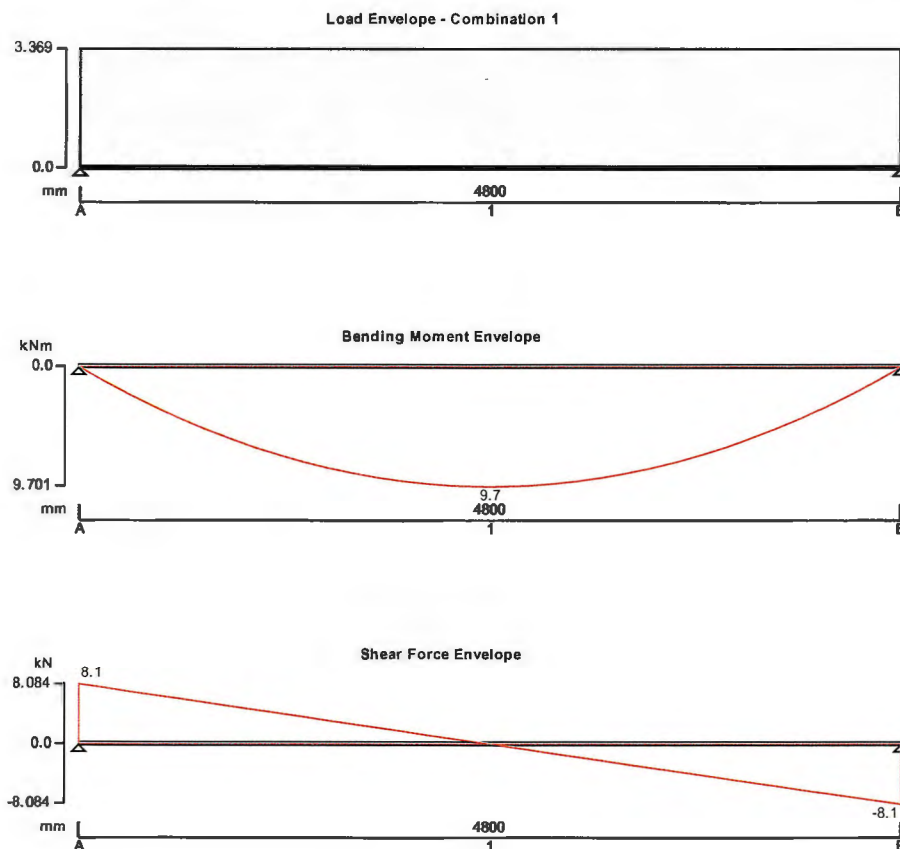 Load Envelope - Combination 1
3.369
0.0
mm
4800
A
1
Bending Moment Envelope
kNm
0.0
9.701
9.7
mm
4800
A
1
Shear Force Envelope
kN
8.084
8.1
0.0
-8.084
-8.1
mm
4800
A
1